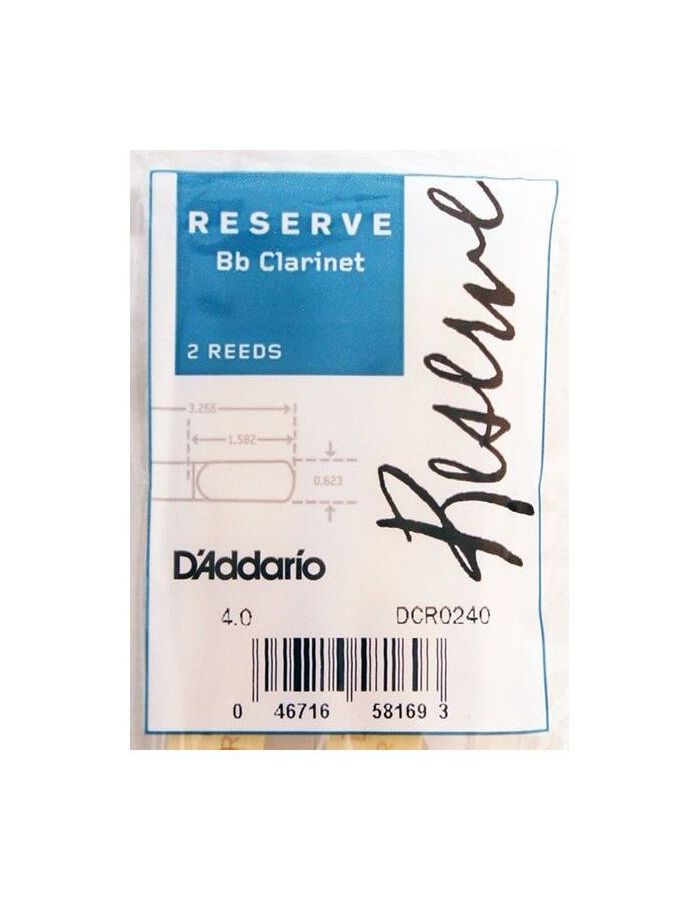 RESERVE
Bb Clarinet
2 REEDS
Reserve
3.266
1.582
0.623
D'Addario
4.0 DCR0240
0 46716 58169 3